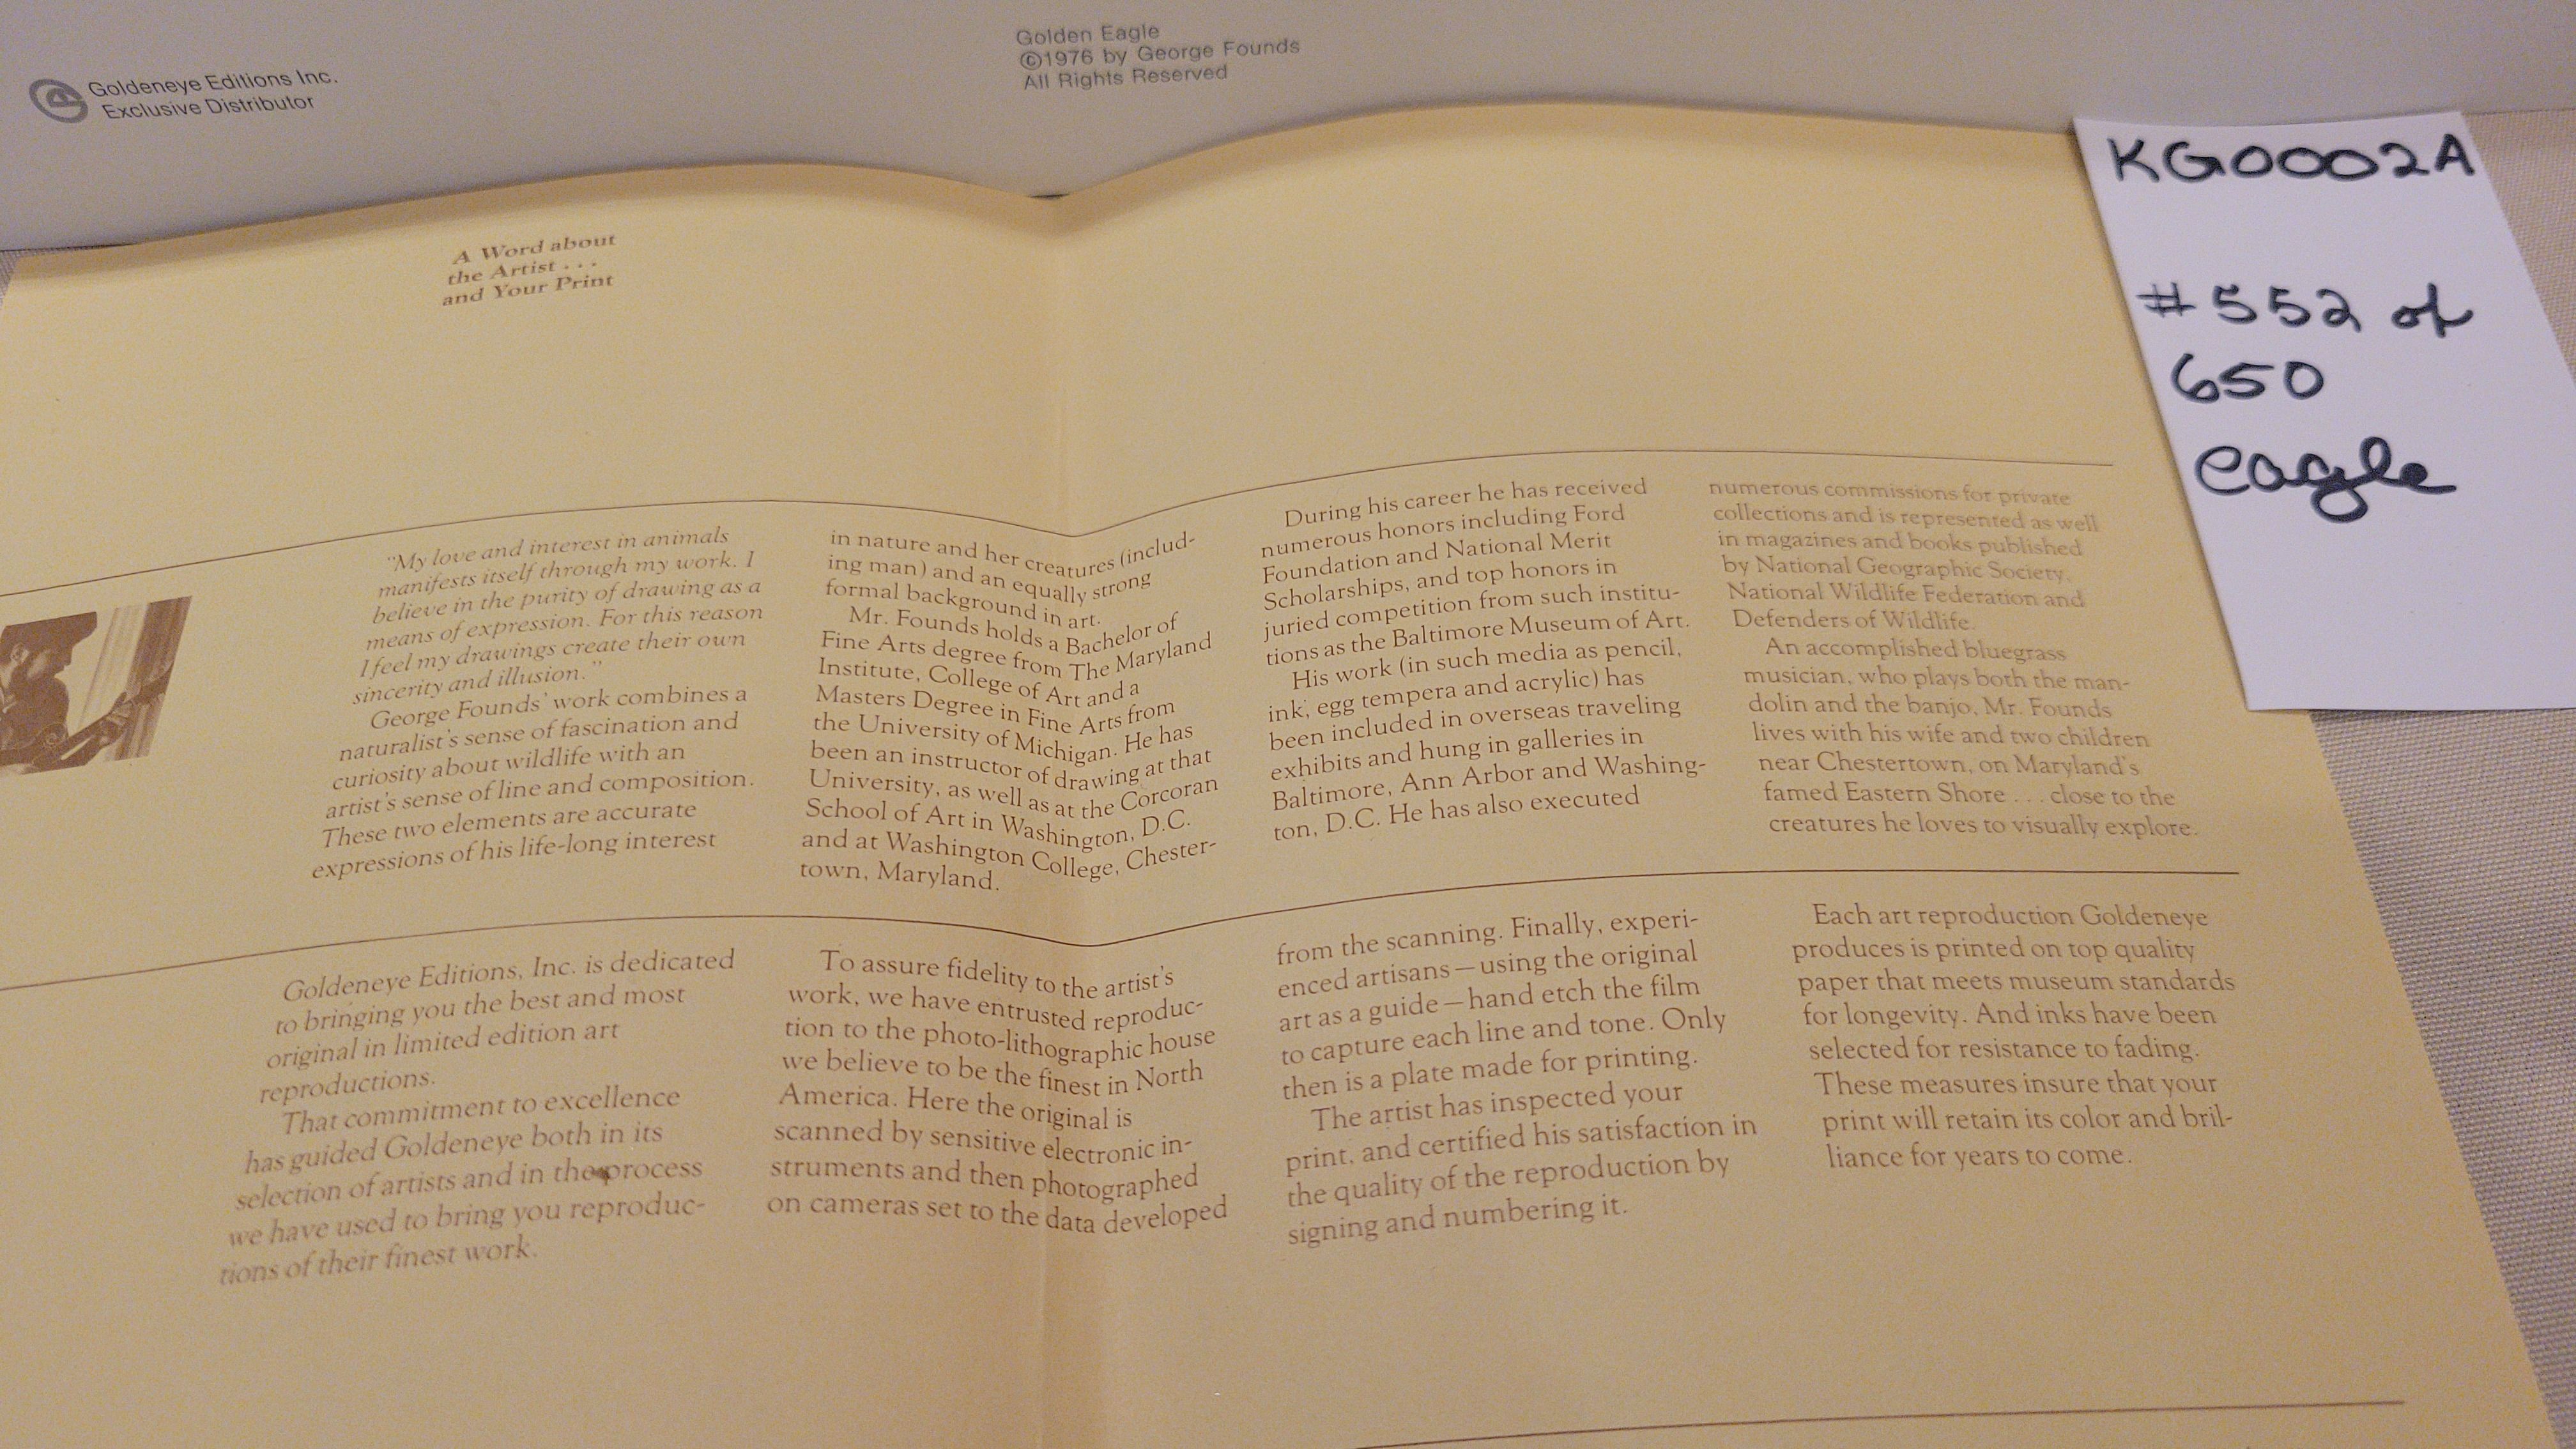 Goldeneye Editions Inc.
Exclusive Distributor
Golden Eagle
©1976 by George Founds
All Rights Reserved
KG0002A
#552 of
650
eagle
A Word about
the Artist . . .
and Your Print
"My love and interest in animals
manifests itself through my work. I
believe in the purity of drawing as a
means of expression. For this reason
I feel my drawings create their own
sincerity and illusion."
George Founds' work combines a
naturalist's sense of fascination and
curiosity about wildlife with an
artist's sense of line and composition.
These two elements are accurate
expressions of his life-long interest
in nature and her creatures (includ-
ing man) and an equally strong
formal background in art.
Mr. Founds holds a Bachelor of
Fine Arts degree from The Maryland
Institute, College of Art and a
Masters Degree in Fine Arts from
the University of Michigan. He has
been an instructor of drawing at that
University, as well as at the Corcoran
School of Art in Washington, D.C.
and at Washington College, Chester-
town, Maryland.
During his career he has received
numerous honors including Ford
Foundation and National Merit
Scholarships, and top honors in
juried competition from such institu-
tions as the Baltimore Museum of Art.
His work (in such media as pencil,
ink, egg tempera and acrylic) has
been included in overseas traveling
exhibits and hung in galleries in
Baltimore, Ann Arbor and Washing-
ton, D.C. He has also executed
numerous commissions for private
collections and is represented as well
in magazines and books published
by National Geographic Society,
National Wildlife Federation and
Defenders of Wildlife.
An accomplished bluegrass
musician, who plays both the man-
dolin and the banjo, Mr. Founds
lives with his wife and two children
near Chestertown, on Maryland's
famed Eastern Shore . . . close to the
creatures he loves to visually explore.
Goldeneye Editions, Inc. is dedicated
to bringing you the best and most
original in limited edition art
reproductions.
That commitment to excellence
has guided Goldeneye both in its
selection of artists and in the process
we have used to bring you reproduc-
tions of their finest work.
To assure fidelity to the artist's
work, we have entrusted reproduc-
tion to the photo-lithographic house
we believe to be the finest in North
America. Here the original is
scanned by sensitive electronic in-
struments and then photographed
on cameras set to the data developed
from the scanning. Finally, experi-
enced artisans—using the original
art as a guide—hand etch the film
to capture each line and tone. Only
then is a plate made for printing.
The artist has inspected your
print, and certified his satisfaction in
the quality of the reproduction by
signing and numbering it.
Each art reproduction Goldeneye
produces is printed on top quality
paper that meets museum standards
for longevity. And inks have been
selected for resistance to fading.
These measures insure that your
print will retain its color and bril-
liance for years to come.